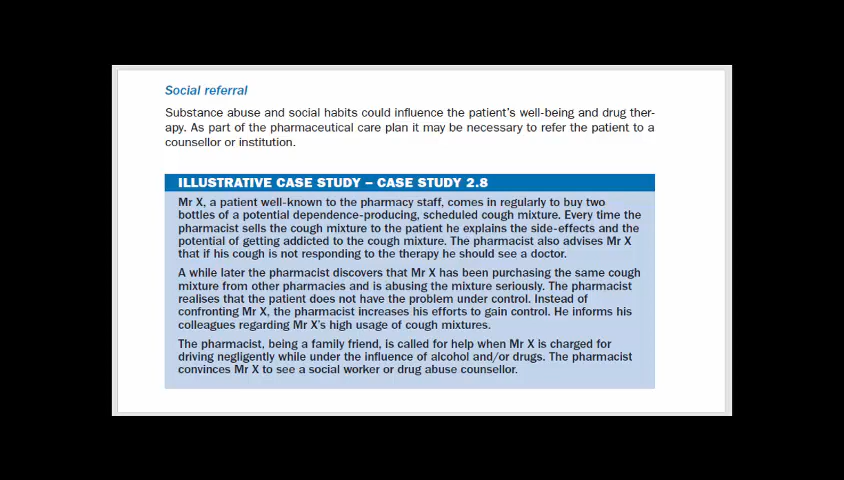 Social referral
Substance abuse and social habits could influence the patient's well-being and drug ther-
apy. As part of the pharmaceutical care plan it may be necessary to refer the patient to a
counsellor or institution.
ILLUSTRATIVE CASE STUDY – CASE STUDY 2.8
Mr X, a patient well-known to the pharmacy staff, comes in regularly to buy two
bottles of a potential dependence-producing, scheduled cough mixture. Every time the
pharmacist sells the cough mixture to the patient he explains the side-effects and the
potential of getting addicted to the cough mixture. The pharmacist also advises Mr X
that if his cough is not responding to the therapy he should see a doctor.
A while later the pharmacist discovers that Mr X has been purchasing the same cough
mixture from other pharmacies and is abusing the mixture seriously. The pharmacist
realises that the patient does not have the problem under control. Instead of
confronting Mr X, the pharmacist increases his efforts to gain control. He informs his
colleagues regarding Mr X's high usage of cough mixtures.
The pharmacist, being a family friend, is called for help when Mr X is charged for
driving negligently while under the influence of alcohol and/or drugs. The pharmacist
convinces Mr X to see a social worker or drug abuse counsellor.